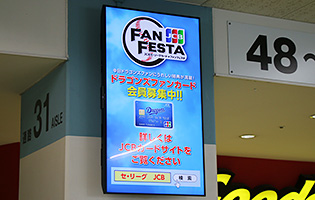 FAN
JCB
FESTA
ドラゴンズファンカード
会員募集中!!
詳しくは
JCBカードサイトを
ご覧ください
セ・リーグ JCB 検索
48~
31
AISLE
通路